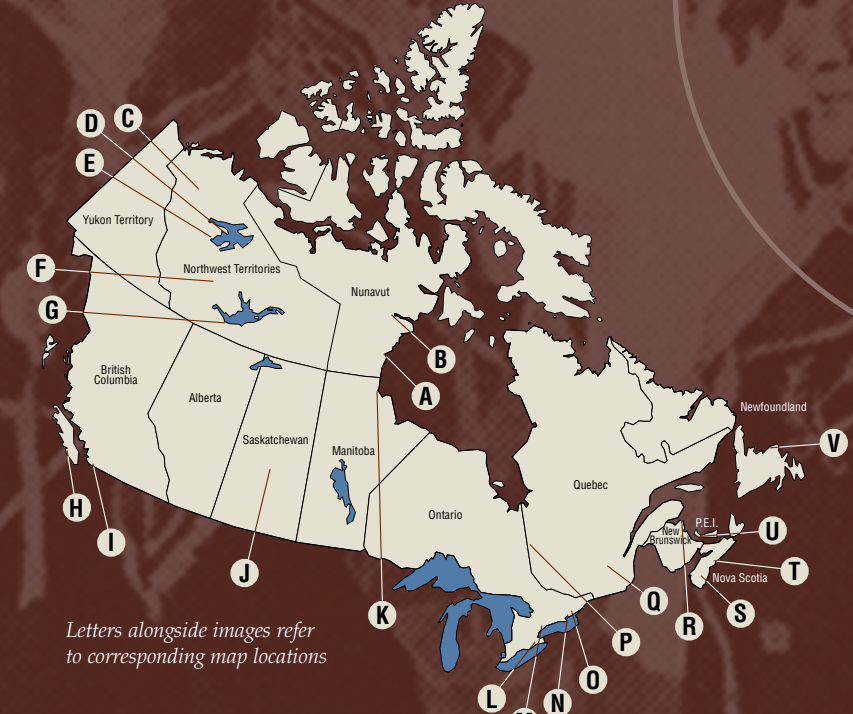 C
D
E
Yukon Territory
F
Northwest Territories
Nunavut
G
B
British
Columbia
A
Alberta
Newfoundland
Saskatchewan
V
Manitoba
Quebec
H
Ontario
P.E.I.
New
Brunswick
U
I
J
T
Nova Scotia
Q
S
K
R
P
Letters alongside images refer
to corresponding map locations
O
L
N